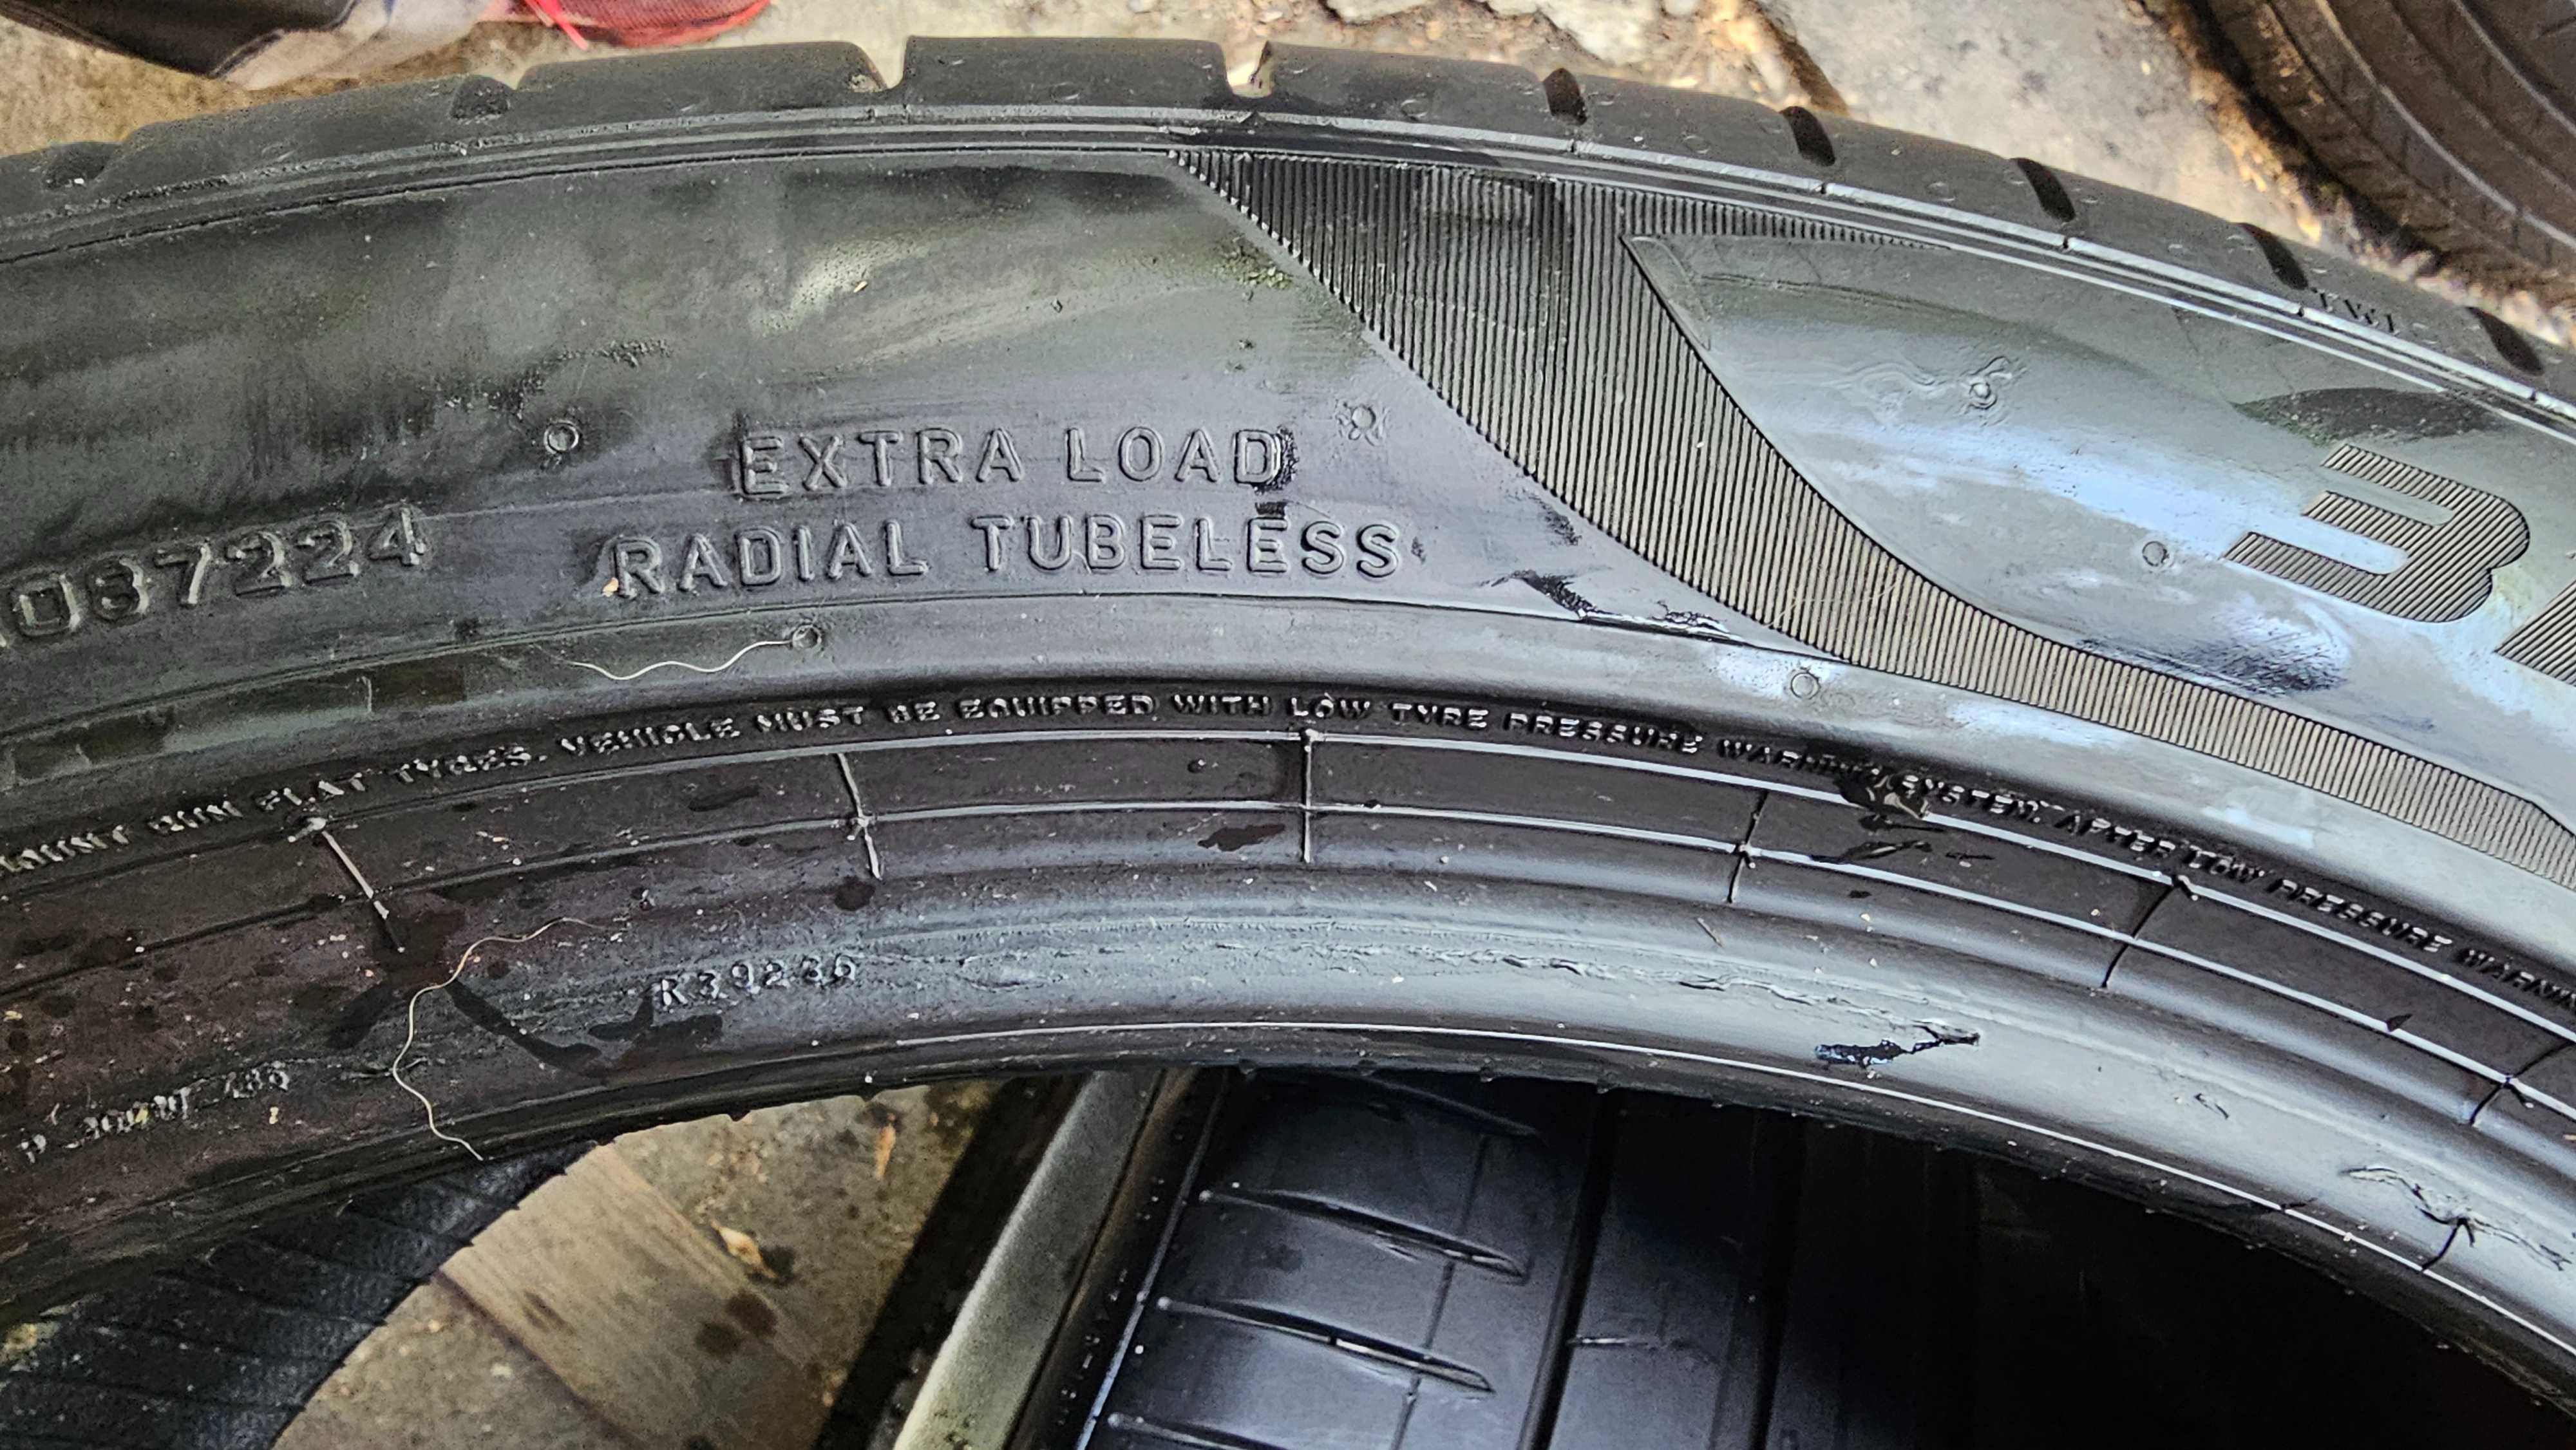 TWI
EXTRA LOAD
RADIAL TUBELESS
087224
RUN FLAT TYRES. VEHICLE MUST BE EQUIPPED WITH LOW TYRE PRESSURE WARNING SYSTEM. AFTER LOW PRESSURE
R39236